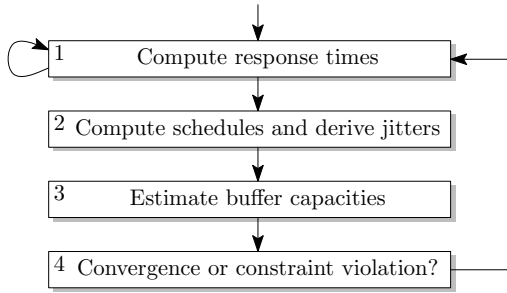 1 Compute response times
2 Compute schedules and derive jitters
3 Estimate buffer capacities
4 Convergence or constraint violation?